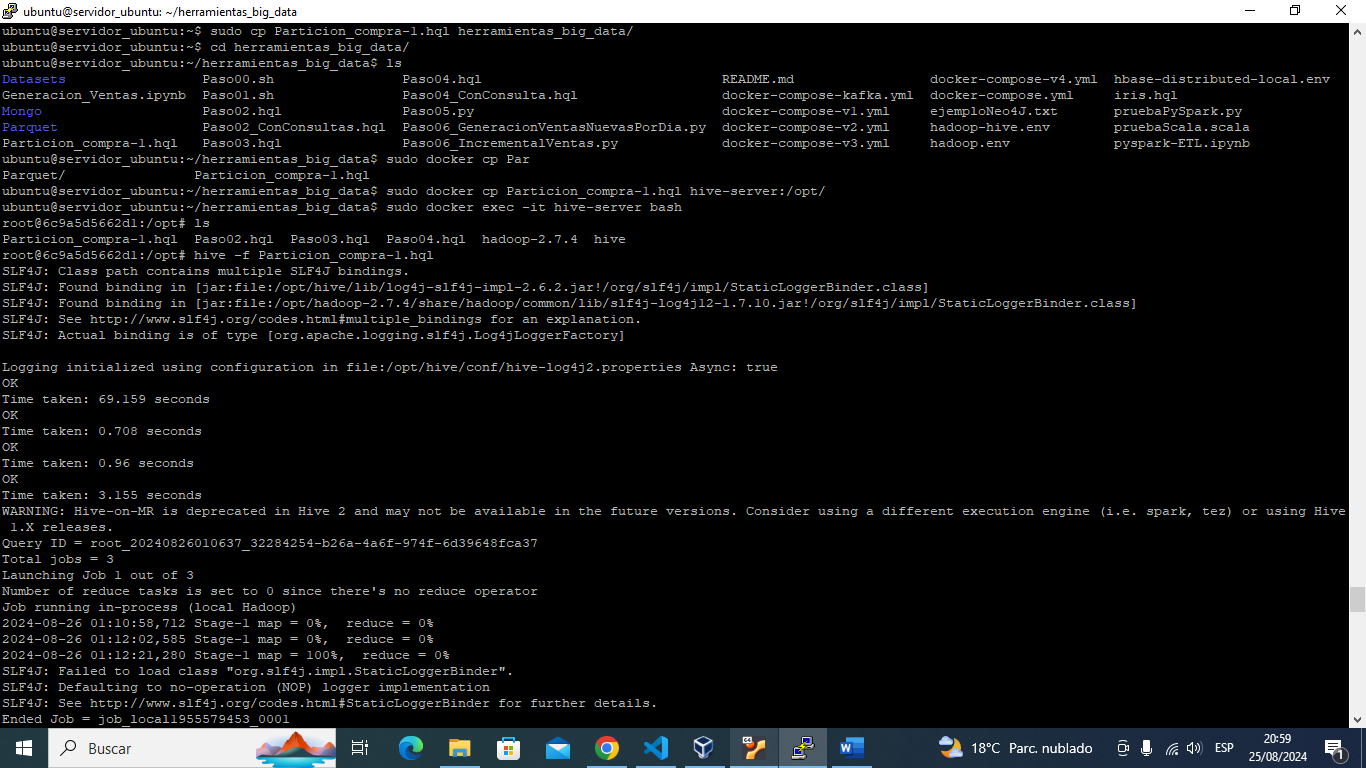 ubuntu@servidor_ubuntu: ~/herramientas_big_data
ubuntu@servidor_ubuntu:~$ sudo cp Particion_compra-1.hql herramientas_big_data/
ubuntu@servidor_ubuntu:~$ cd herramientas_big_data/
ubuntu@servidor_ubuntu:~/herramientas_big_data$ ls
Datasets Paso00.sh Paso04.hql README.md docker-compose-v4.yml hbase-distributed-local.env
Generacion_Ventas.ipynb Paso01.sh Paso04_ConConsulta.hql docker-compose-kafka.yml docker-compose.yml iris.hql
Mongo Paso02.hql Paso05.py docker-compose-v1.yml ejemploNeo4J.txt pruebaPySpark.py
Parquet Paso02_ConConsultas.hql Paso06_GeneracionVentasNuevasPorDia.py docker-compose-v2.yml hadoop-hive.env pruebaScala.scala
Particion_compra-1.hql Paso03.hql Paso06_IncrementalVentas.py docker-compose-v3.yml hadoop.env pyspark-ETL.ipynb
ubuntu@servidor_ubuntu:~/herramientas_big_data$ sudo docker cp Par
Parquet/ Particion_compra-1.hql
ubuntu@servidor_ubuntu:~/herramientas_big_data$ sudo docker cp Particion_compra-1.hql hive-server:/opt/
ubuntu@servidor_ubuntu:~/herramientas_big_data$ sudo docker exec -it hive-server bash
root@6c9a5d5662d1:/opt# ls
Particion_compra-1.hql Paso02.hql Paso03.hql Paso04.hql hadoop-2.7.4 hive
root@6c9a5d5662d1:/opt# hive -f Particion_compra-1.hql
SLF4J: Class path contains multiple SLF4J bindings.
SLF4J: Found binding in [jar:file:/opt/hive/lib/log4j-slf4j-impl-2.6.2.jar!/org/slf4j/impl/StaticLoggerBinder.class]
SLF4J: Found binding in [jar:file:/opt/hadoop-2.7.4/share/hadoop/common/lib/slf4j-log4j12-1.7.10.jar!/org/slf4j/impl/StaticLoggerBinder.class]
SLF4J: See http://www.slf4j.org/codes.html#multiple_bindings for an explanation.
SLF4J: Actual binding is of type [org.apache.logging.slf4j.Log4jLoggerFactory]
Logging initialized using configuration in file:/opt/hive/conf/hive-log4j2.properties Async: true
OK
Time taken: 69.159 seconds
OK
Time taken: 0.708 seconds
OK
Time taken: 0.96 seconds
OK
Time taken: 3.155 seconds
WARNING: Hive-on-MR is deprecated in Hive 2 and may not be available in the future versions. Consider using a different execution engine (i.e. spark, tez) or using Hive
1.X releases.
Query ID = root_20240826010637_32284254-b26a-4a6f-974f-6d39648fca37
Total jobs = 3
Launching Job 1 out of 3
Number of reduce tasks is set to 0 since there's no reduce operator
Job running in-process (local Hadoop)
2024-08-26 01:10:58,712 Stage-1 map = 0%, reduce = 0%
2024-08-26 01:12:02,585 Stage-1 map = 0%, reduce = 0%
2024-08-26 01:12:21,280 Stage-1 map = 100%, reduce = 0%
SLF4J: Failed to load class "org.slf4j.impl.StaticLoggerBinder".
SLF4J: Defaulting to no-operation (NOP) logger implementation
SLF4J: See http://www.slf4j.org/codes.html#StaticLoggerBinder for further details.
Ended Job = job_local1955579453_0001
Buscar
18°C Parc. nublado
ESP
20:59
25/08/2024
1